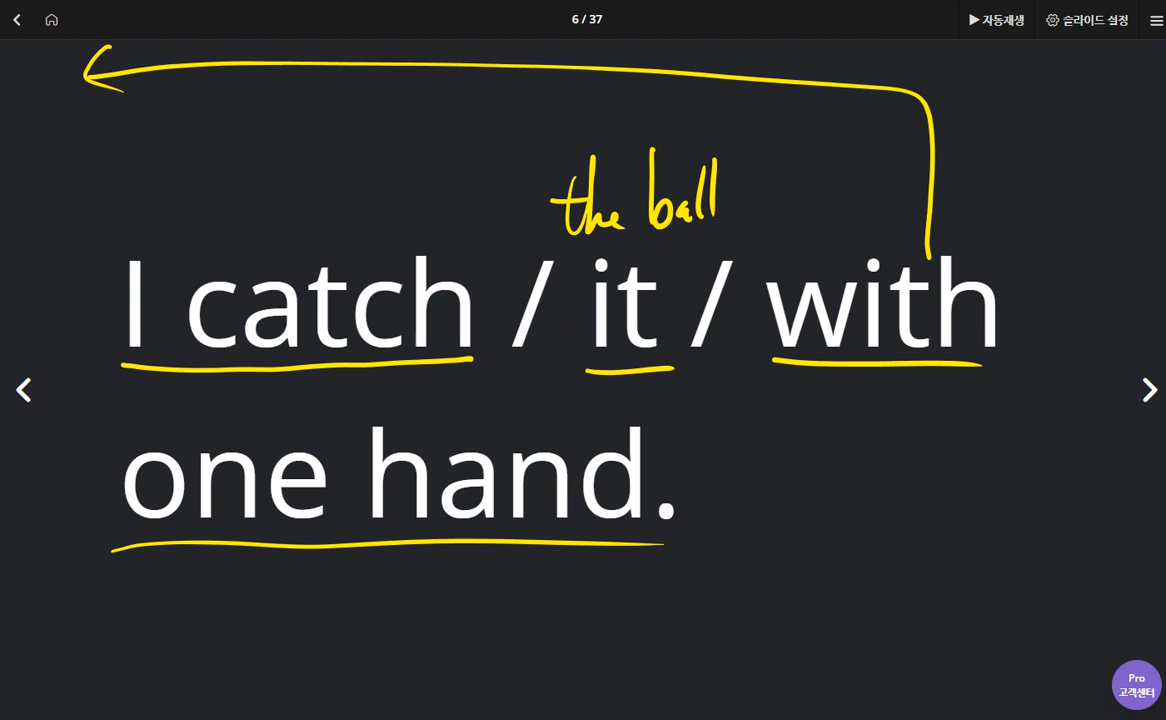 6 / 37
자동재생
슬라이드 설정
the ball
I catch / it / with
one hand.
Pro
고객센터